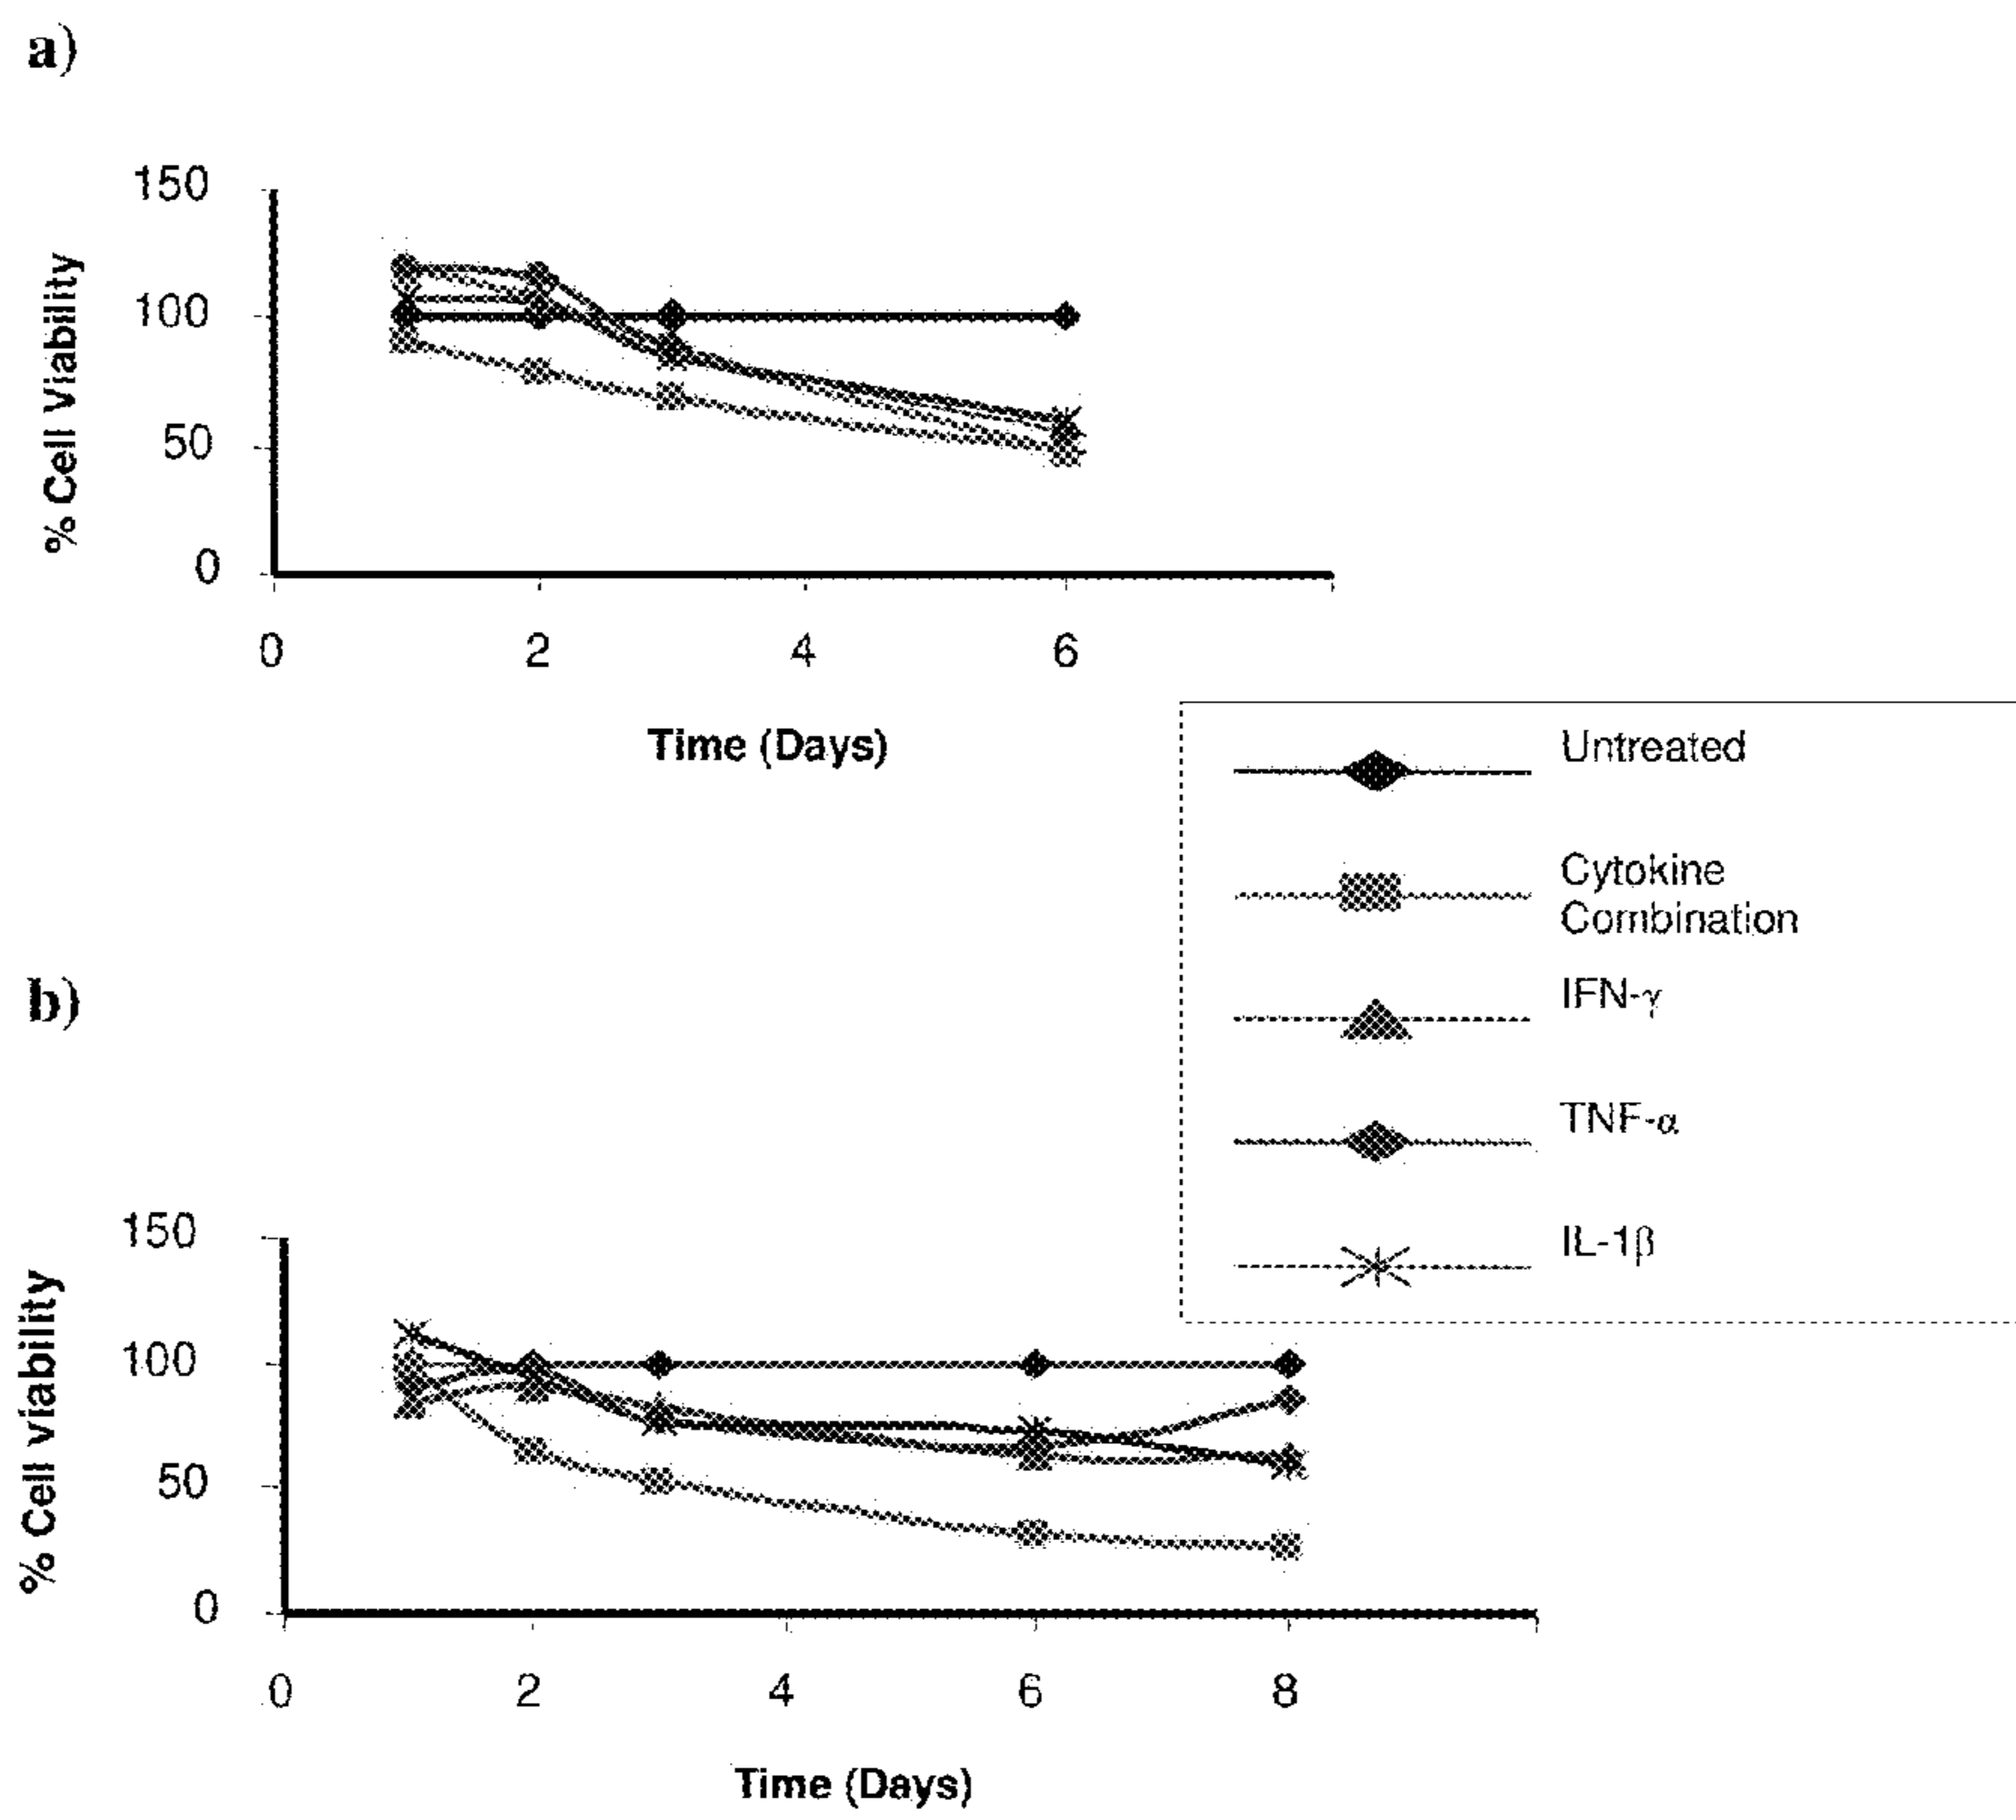 a)
150
100
50
0
% Cell Viability
0 2 4 6
Time (Days)
Untreated
Cytokine
Combination
IFN-γ
TNF-α
IL-1β
b)
150
100
50
0
% Cell viability
0 2 4 6 8
Time (Days)